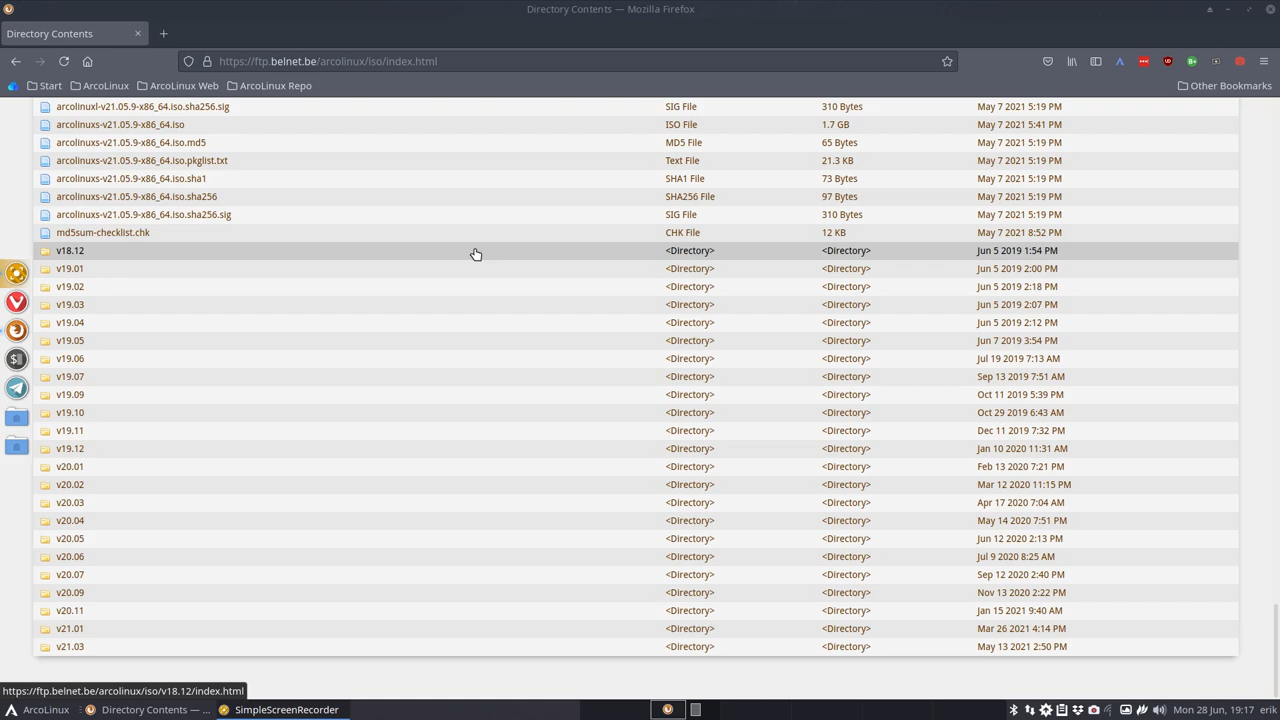 Directory Contents — Mozilla Firefox
Directory Contents
https://ftp.belnet.be/arcolinux/iso/index.html
Start ArcoLinux ArcoLinux Web ArcoLinux Repo Other Bookmarks
arcolinuxl-v21.05.9-x86_64.iso.sha256.sig SIG File 310 Bytes May 7 2021 5:19 PM
arcolinuxs-v21.05.9-x86_64.iso ISO File 1.7 GB May 7 2021 5:41 PM
arcolinuxs-v21.05.9-x86_64.iso.md5 MD5 File 65 Bytes May 7 2021 5:19 PM
arcolinuxs-v21.05.9-x86_64.iso.pkglist.txt Text File 21.3 KB May 7 2021 5:19 PM
arcolinuxs-v21.05.9-x86_64.iso.sha1 SHA1 File 73 Bytes May 7 2021 5:19 PM
arcolinuxs-v21.05.9-x86_64.iso.sha256 SHA256 File 97 Bytes May 7 2021 5:19 PM
arcolinuxs-v21.05.9-x86_64.iso.sha256.sig SIG File 310 Bytes May 7 2021 5:19 PM
md5sum-checklist.chk CHK File 12 KB May 7 2021 8:52 PM
v18.12 <Directory> <Directory> Jun 5 2019 1:54 PM
v19.01 <Directory> <Directory> Jun 5 2019 2:00 PM
v19.02 <Directory> <Directory> Jun 5 2019 2:18 PM
v19.03 <Directory> <Directory> Jun 5 2019 2:07 PM
v19.04 <Directory> <Directory> Jun 5 2019 2:12 PM
v19.05 <Directory> <Directory> Jun 7 2019 3:54 PM
v19.06 <Directory> <Directory> Jul 19 2019 7:13 AM
v19.07 <Directory> <Directory> Sep 13 2019 7:51 AM
v19.09 <Directory> <Directory> Oct 11 2019 5:39 PM
v19.10 <Directory> <Directory> Oct 29 2019 6:43 AM
v19.11 <Directory> <Directory> Dec 11 2019 7:32 PM
v19.12 <Directory> <Directory> Jan 10 2020 11:31 AM
v20.01 <Directory> <Directory> Feb 13 2020 7:21 PM
v20.02 <Directory> <Directory> Mar 12 2020 11:15 PM
v20.03 <Directory> <Directory> Apr 17 2020 7:04 AM
v20.04 <Directory> <Directory> May 14 2020 7:51 PM
v20.05 <Directory> <Directory> Jun 12 2020 2:13 PM
v20.06 <Directory> <Directory> Jul 9 2020 8:25 AM
v20.07 <Directory> <Directory> Sep 12 2020 2:40 PM
v20.09 <Directory> <Directory> Nov 13 2020 2:22 PM
v20.11 <Directory> <Directory> Jan 15 2021 9:40 AM
v21.01 <Directory> <Directory> Mar 26 2021 4:14 PM
v21.03 <Directory> <Directory> May 13 2021 2:50 PM
https://ftp.belnet.be/arcolinux/iso/v18.12/index.html
ArcoLinux Directory Contents — ... SimpleScreenRecorder Mon 28 Jun, 19:17 erik